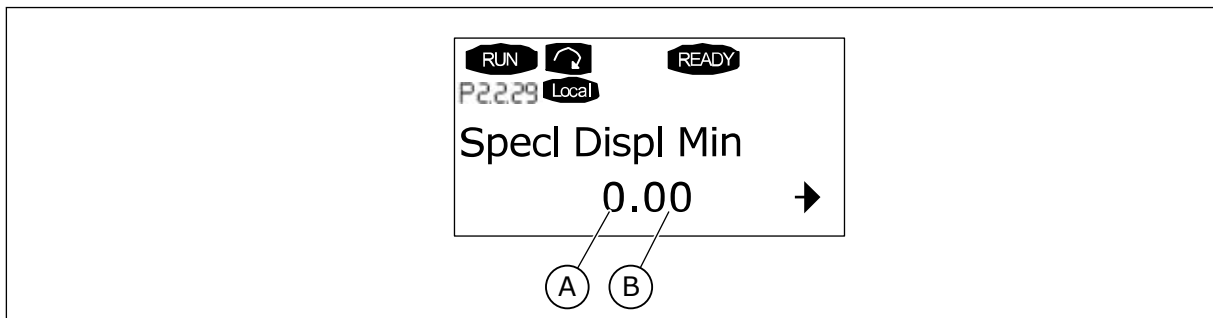 RUN READY
P2.2.29 Local
Specl Displ Min
0.00
A B